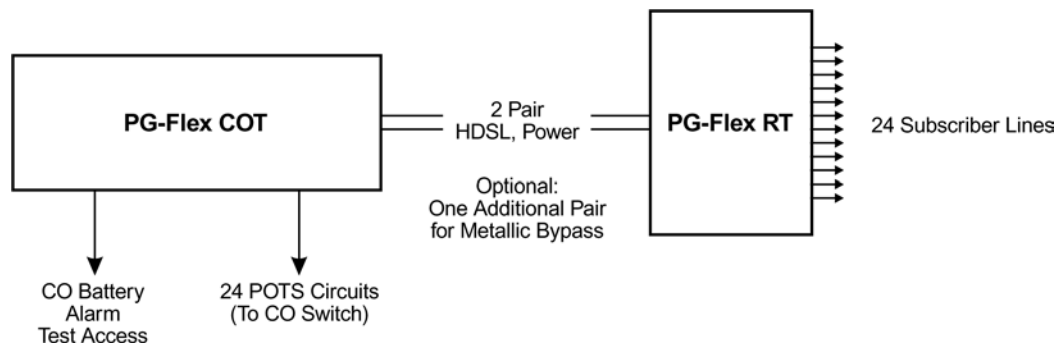 PG-Flex COT
2 Pair
HDSL, Power
PG-Flex RT
24 Subscriber Lines
Optional:
One Additional Pair
for Metallic Bypass
CO Battery
Alarm
Test Access
24 POTS Circuits
(To CO Switch)